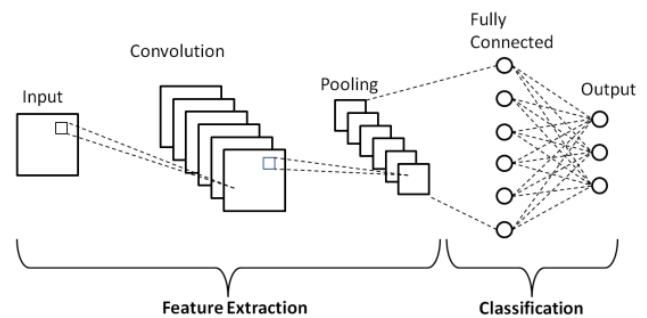 Fully
Connected
Convolution
Pooling
Output
Input
Feature Extraction
Classification